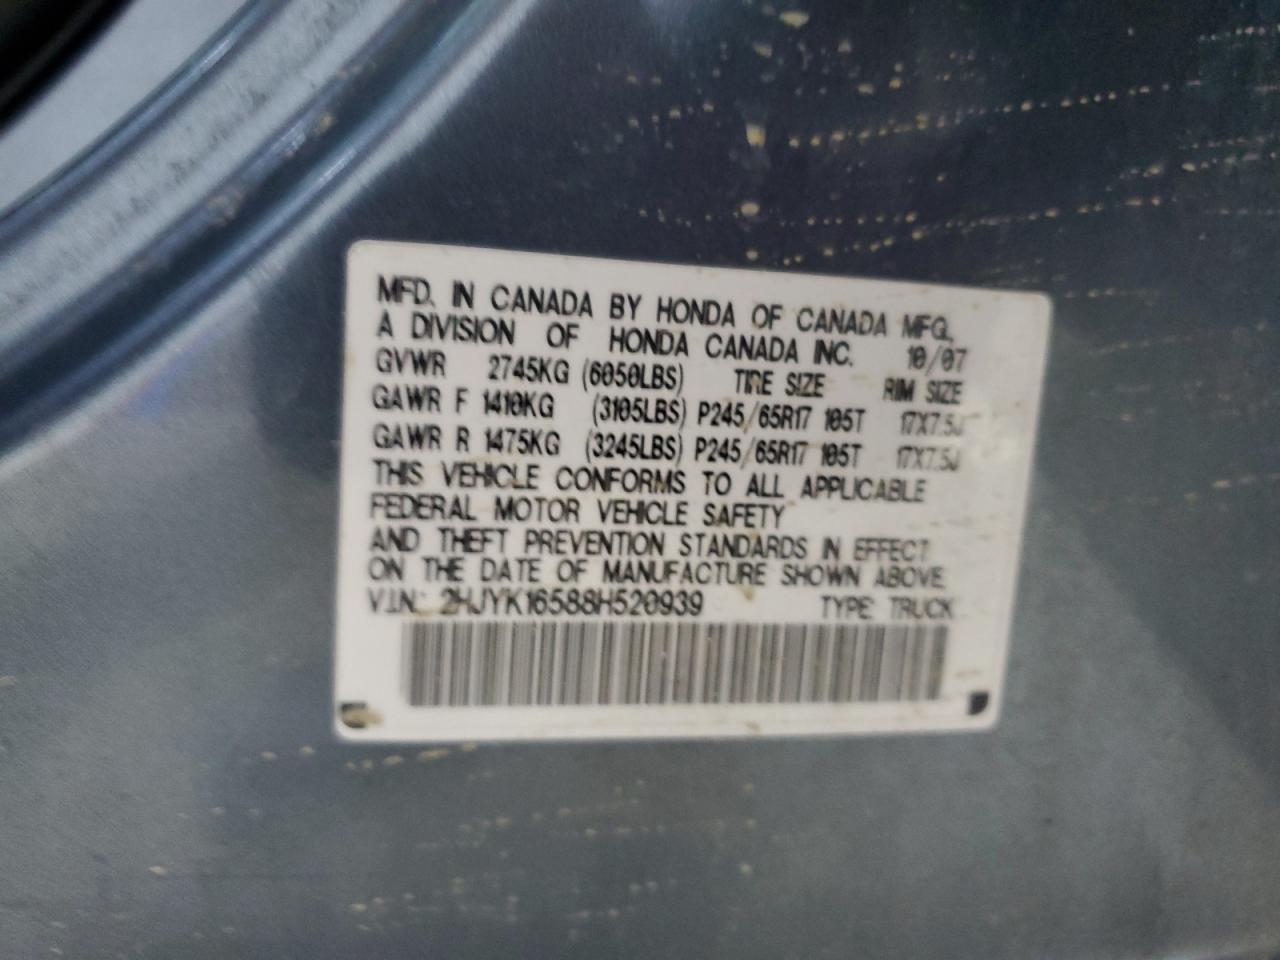 MFD. IN CANADA BY HONDA OF CANADA MFG.,
A DIVISION OF HONDA CANADA INC. 10/07
GVWR 2745KG (6050LBS) TIRE SIZE RIM SIZE
GAWR F 1410KG (3105LBS) P245/65R17 105T 17X7.5J
GAWR R 1475KG (3245LBS) P245/65R17 105T 17X7.5J
THIS VEHICLE CONFORMS TO ALL APPLICABLE
FEDERAL MOTOR VEHICLE SAFETY
AND THEFT PREVENTION STANDARDS IN EFFECT
ON THE DATE OF MANUFACTURE SHOWN ABOVE.
V.I.N.: 2HJYK16588H520939 TYPE: TRUCK